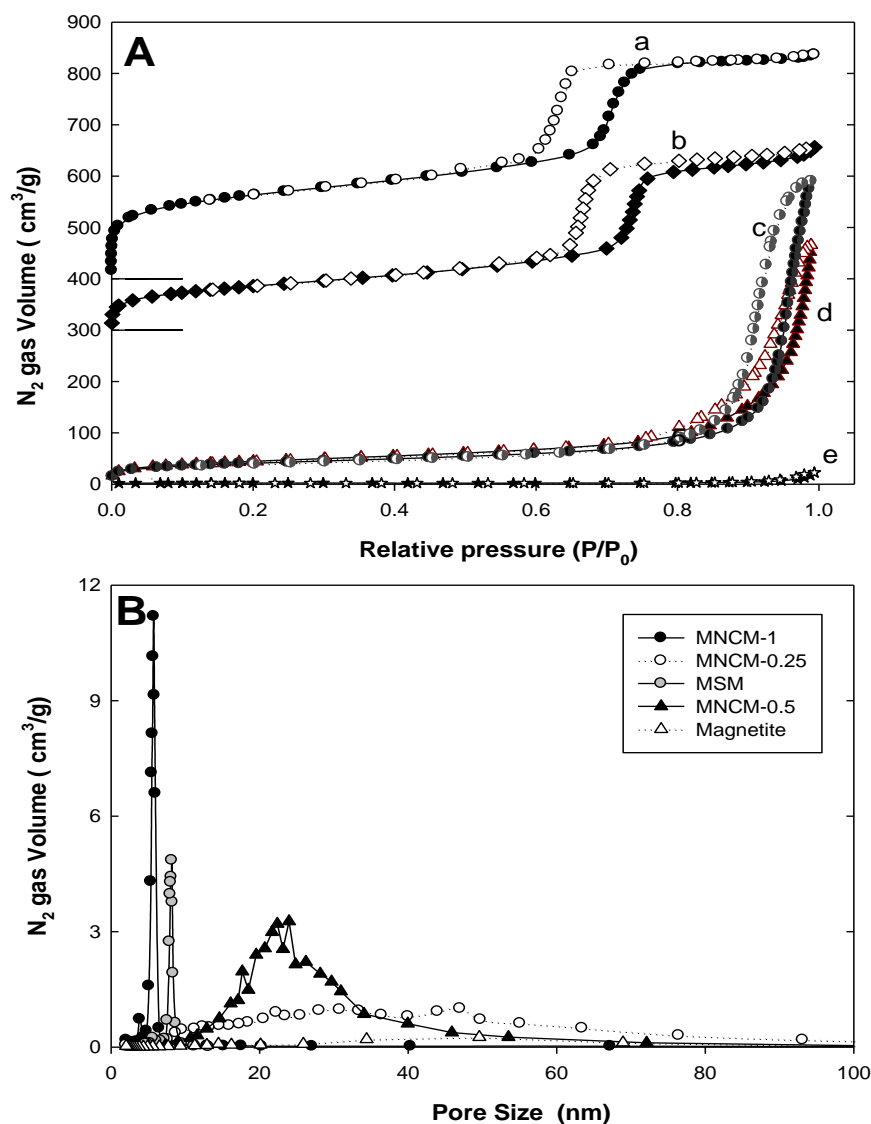 A
a
b
c
d
e
N2 gas Volume ( cm3/g)
900
800
700
600
500
400
300
200
100
0
0.0 0.2 0.4 0.6 0.8 1.0
Relative pressure (P/P0)
B
MNCM-1
MNCM-0.25
MSM
MNCM-0.5
Magnetite
N2 gas Volume ( cm3/g)
12
9
6
3
0
0 20 40 60 80 100
Pore Size (nm)